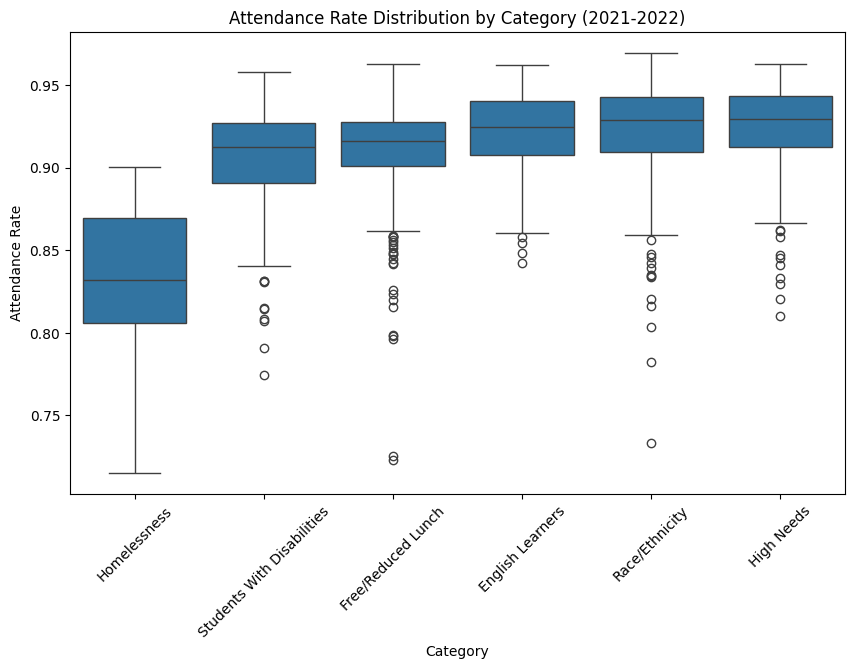 Attendance Rate Distribution by Category (2021-2022)
Attendance Rate
0.95
0.90
0.85
0.80
0.75
Homelessness
Students With Disabilities
Free/Reduced Lunch
English Learners
Race/Ethnicity
High Needs
Category